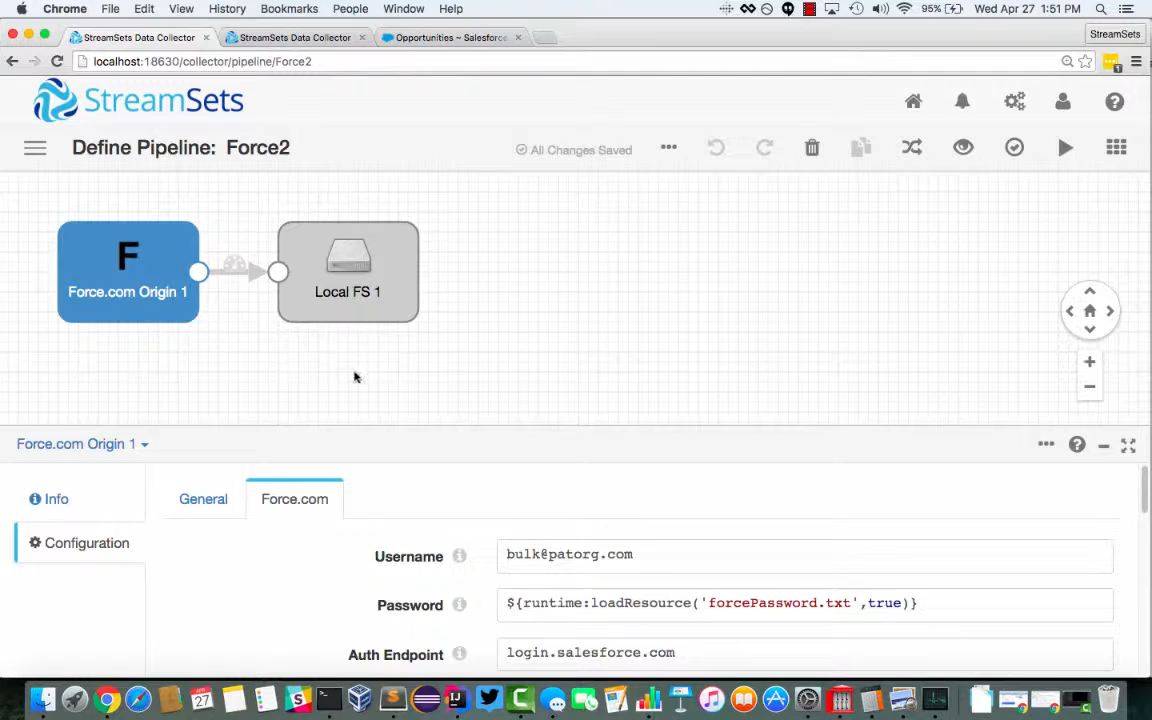 Chrome File Edit View History Bookmarks People Window Help 95% Wed Apr 27 1:51 PM
StreamSets Data Collector StreamSets Data Collector Opportunities ~ Salesforce StreamSets
localhost:18630/collector/pipeline/Force2
StreamSets
Define Pipeline: Force2 All Changes Saved
F
Force.com Origin 1 Local FS 1
Force.com Origin 1
Info General Force.com
Configuration
Username bulk@patorg.com
Password ${runtime:loadResource('forcePassword.txt',true)}
Auth Endpoint login.salesforce.com